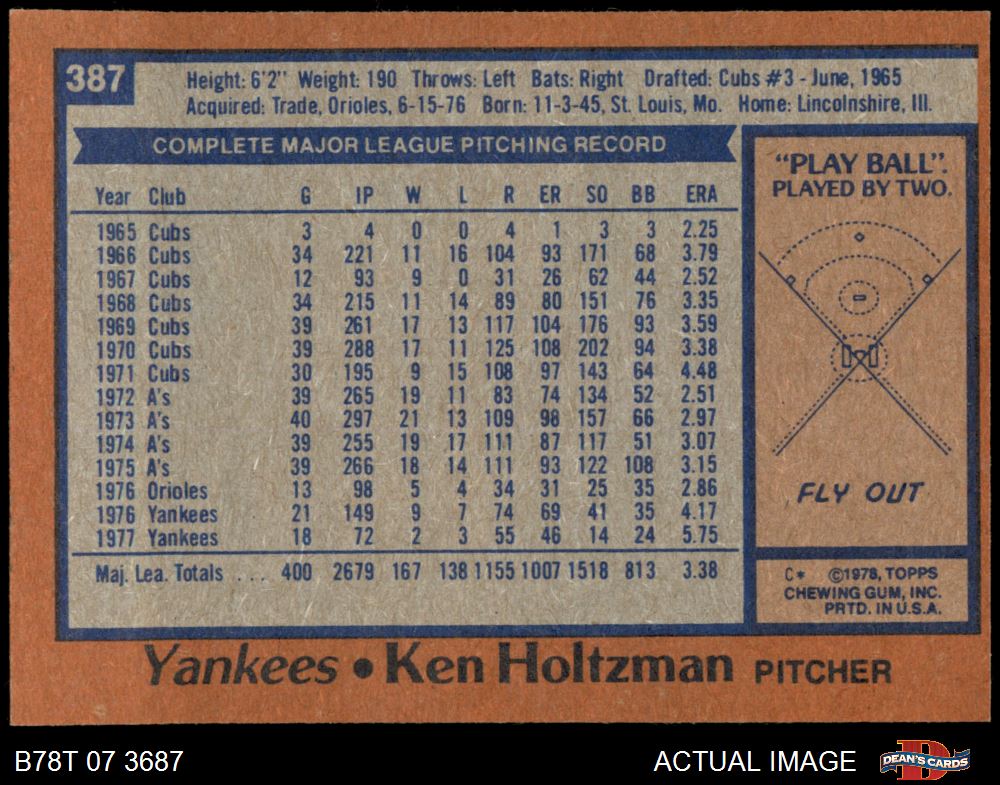 387
Height: 6'2" Weight: 190 Throws: Left Bats: Right Drafted: Cubs #3 - June, 1965
Acquired: Trade, Orioles, 6-15-76 Born: 11-3-45, St. Louis, Mo. Home: Lincolnshire, Ill.
COMPLETE MAJOR LEAGUE PITCHING RECORD
Year Club G IP W L R ER SO BB ERA
1965 Cubs 3 4 0 0 4 1 3 3 2.25
1966 Cubs 34 221 11 16 104 93 171 68 3.79
1967 Cubs 12 93 9 0 31 26 62 44 2.52
1968 Cubs 34 215 11 14 89 80 151 76 3.35
1969 Cubs 39 261 17 13 117 104 176 93 3.59
1970 Cubs 39 288 17 11 125 108 202 94 3.38
1971 Cubs 30 195 9 15 108 97 143 64 4.48
1972 A's 39 265 19 11 83 74 134 52 2.51
1973 A's 40 297 21 13 109 98 157 66 2.97
1974 A's 39 255 19 17 111 87 117 51 3.07
1975 A's 39 266 18 14 111 93 122 108 3.15
1976 Orioles 13 98 5 4 34 31 25 35 2.86
1976 Yankees 21 149 9 7 74 69 41 35 4.17
1977 Yankees 18 72 2 3 55 46 14 24 5.75
Maj. Lea. Totals . . . 400 2679 167 138 1155 1007 1518 813 3.38
"PLAY BALL".
PLAYED BY TWO.
FLY OUT
C* ©1978, TOPPS
CHEWING GUM, INC.
PRTD. IN U.S.A.
Yankees • Ken Holtzman PITCHER
B78T 07 3687 ACTUAL IMAGE
D
DEAN'S CARDS